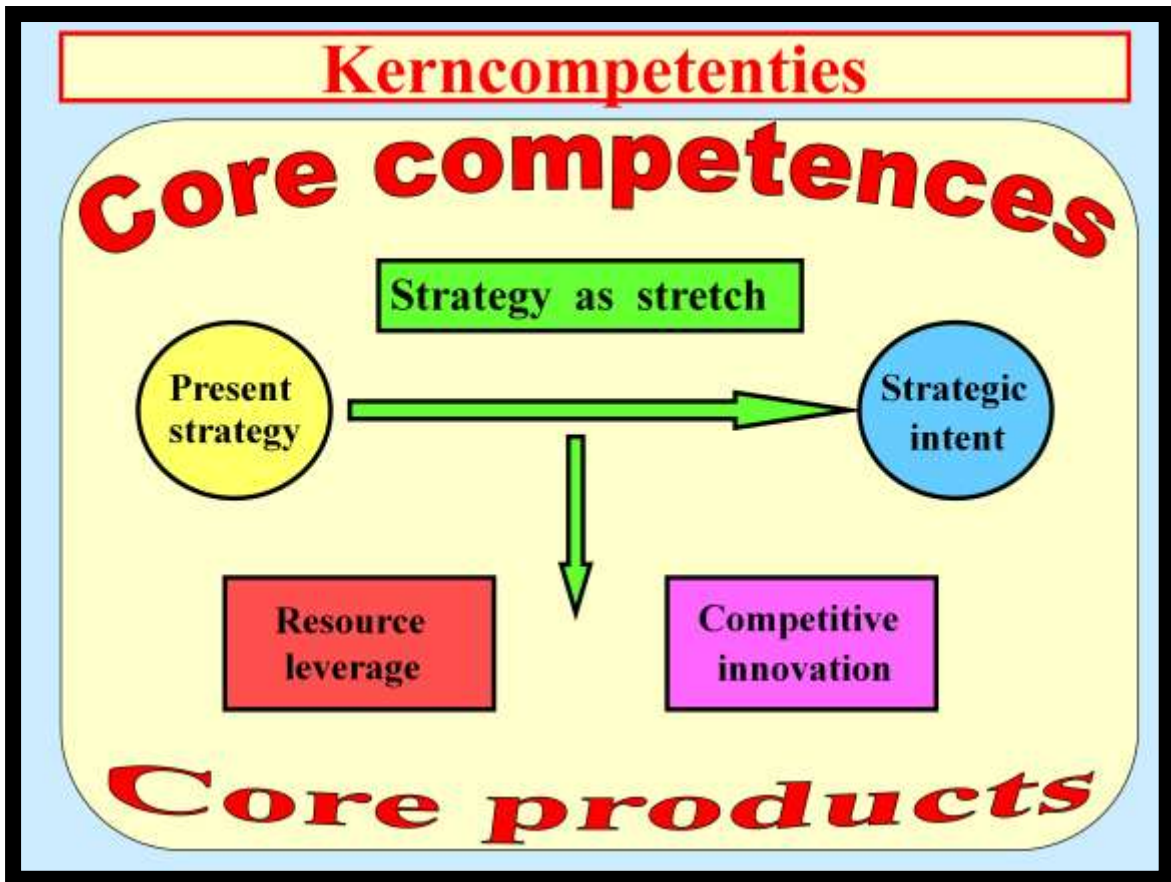 Kerncompetenties
Core competences
Strategy as stretch
Present
strategy
Strategic
intent
Resource
leverage
Competitive
innovation
Core products